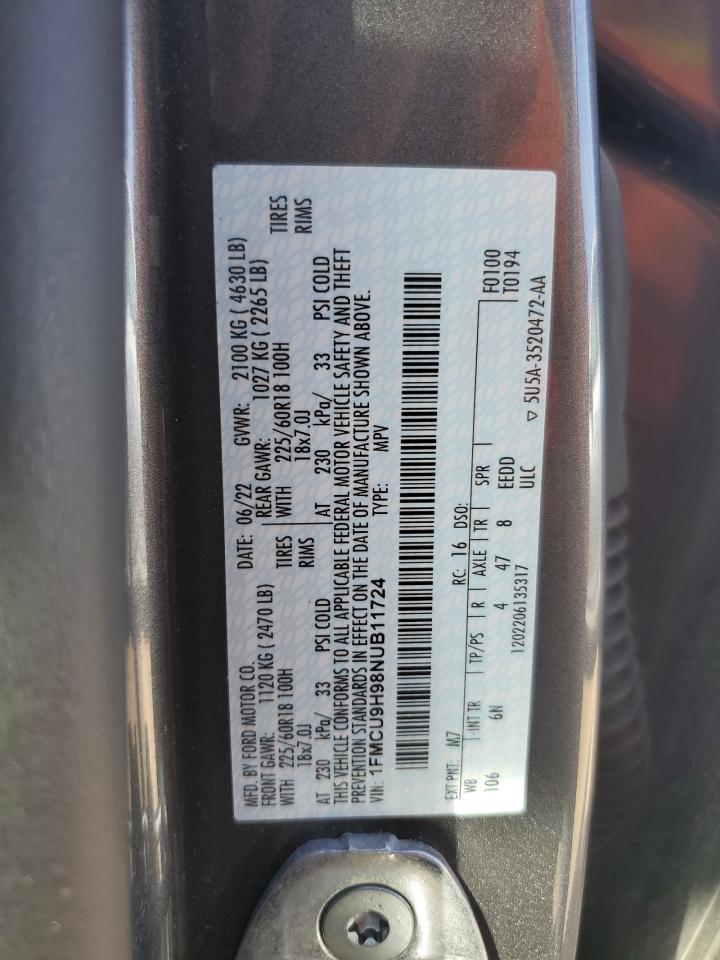 MFD. BY FORD MOTOR CO.
DATE: 06/22 GVWR: 2100 KG ( 4630 LB)
FRONT GAWR: 1120 KG ( 2470 LB) REAR GAWR: 1027 KG ( 2265 LB)
WITH 225/60R18 100H TIRES WITH 225/60R18 100H TIRES
18x7.0J RIMS 18x7.0J RIMS
AT 230 kPa/ 33 PSI COLD AT 230 kPa/ 33 PSI COLD
THIS VEHICLE CONFORMS TO ALL APPLICABLE FEDERAL MOTOR VEHICLE SAFETY AND THEFT
PREVENTION STANDARDS IN EFFECT ON THE DATE OF MANUFACTURE SHOWN ABOVE.
VIN: 1FMCU9H98NUB11724 TYPE: MPV
EXT PNT: M7 RC: 16 DSO: F0100
WB INT TR TP/PS R AXLE TR SPR T0194
106 6N 4 47 8 EEDD
1202206135317 ULC ▽ 5U5A-3520472-AA